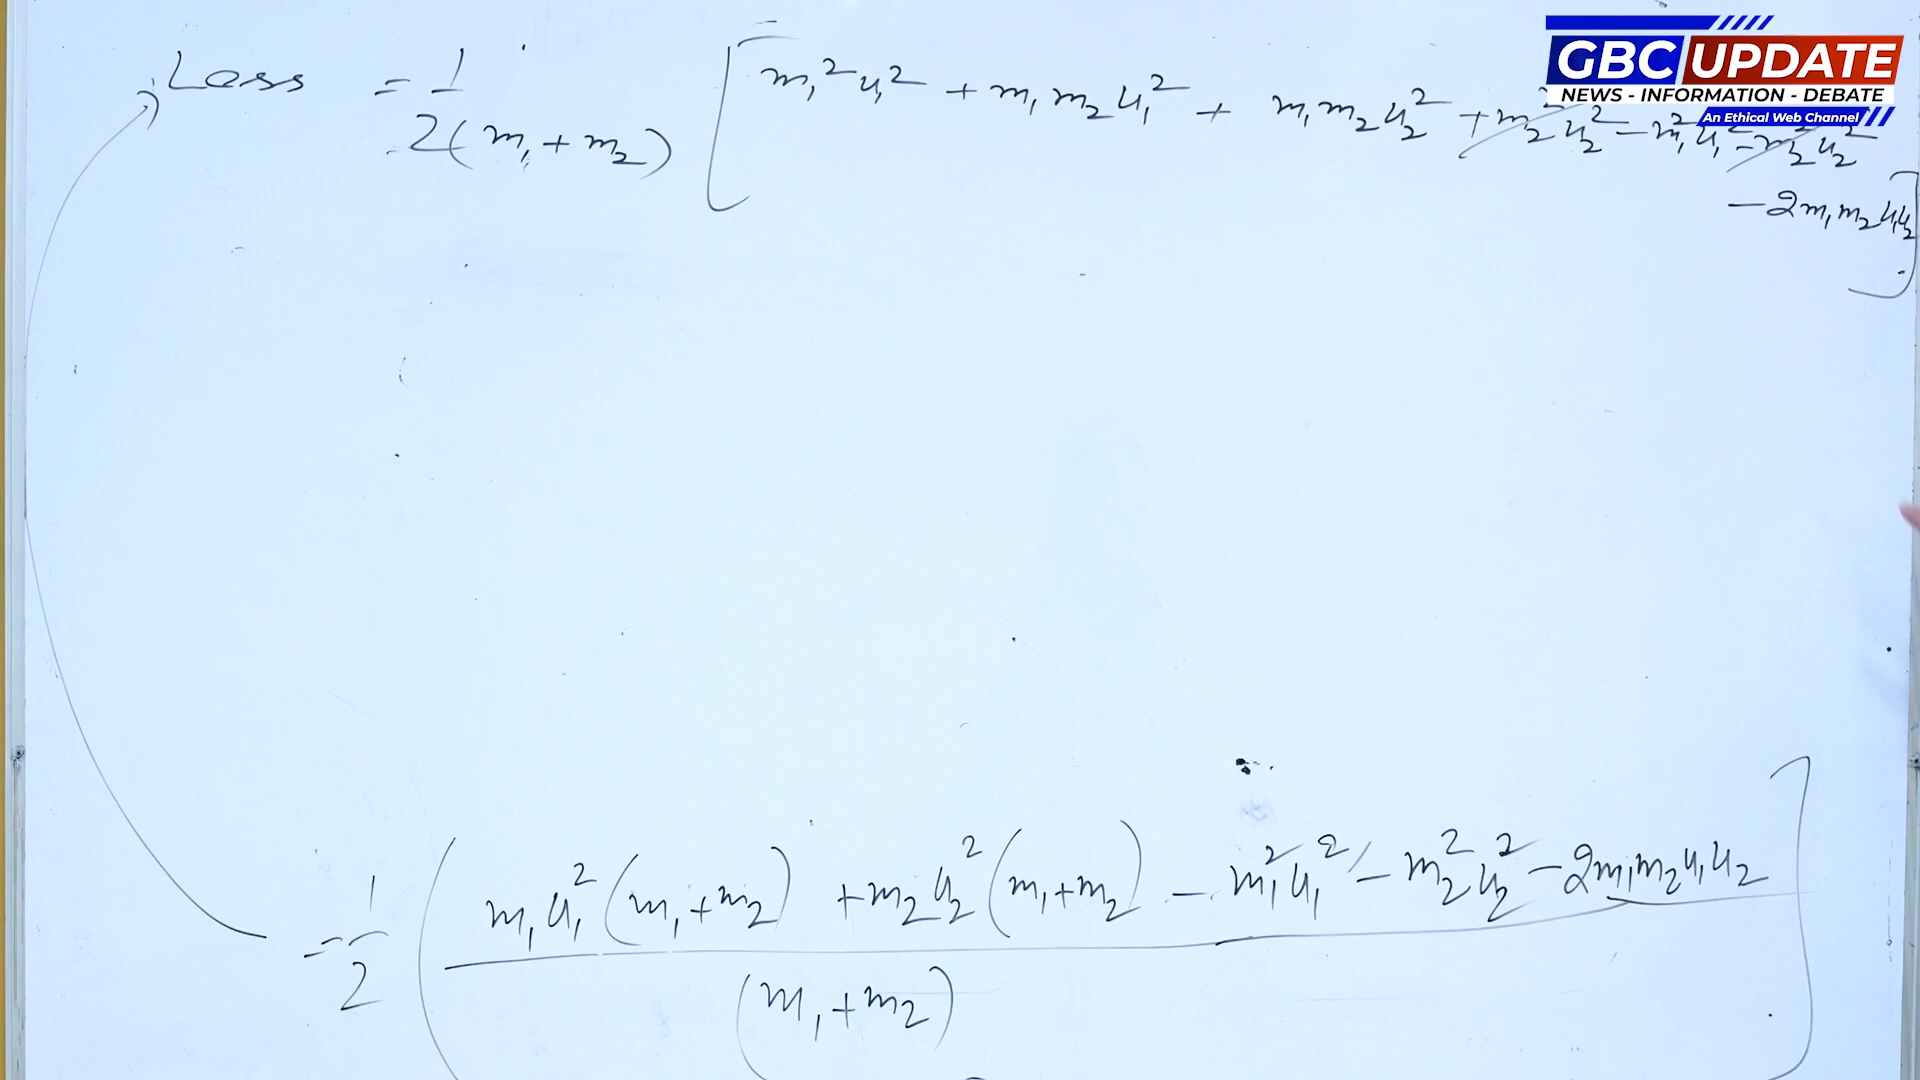 GBC UPDATE
NEWS - INFORMATION - DEBATE
An Ethical Web Channel
Loss = 1/2(m₁ + m₂) [m₁²u₁² + m₁m₂u₁² + m₁m₂u₂² + m₂²u₂² - m₁²u₁² - m₂²u₂²
- 2m₁m₂u₁u₂]
= 1/2 (m₁u₁²(m₁+m₂) + m₂u₂²(m₁+m₂) - m₁²u₁² - m₂²u₂² - 2m₁m₂u₁u₂]
(m₁+m₂)